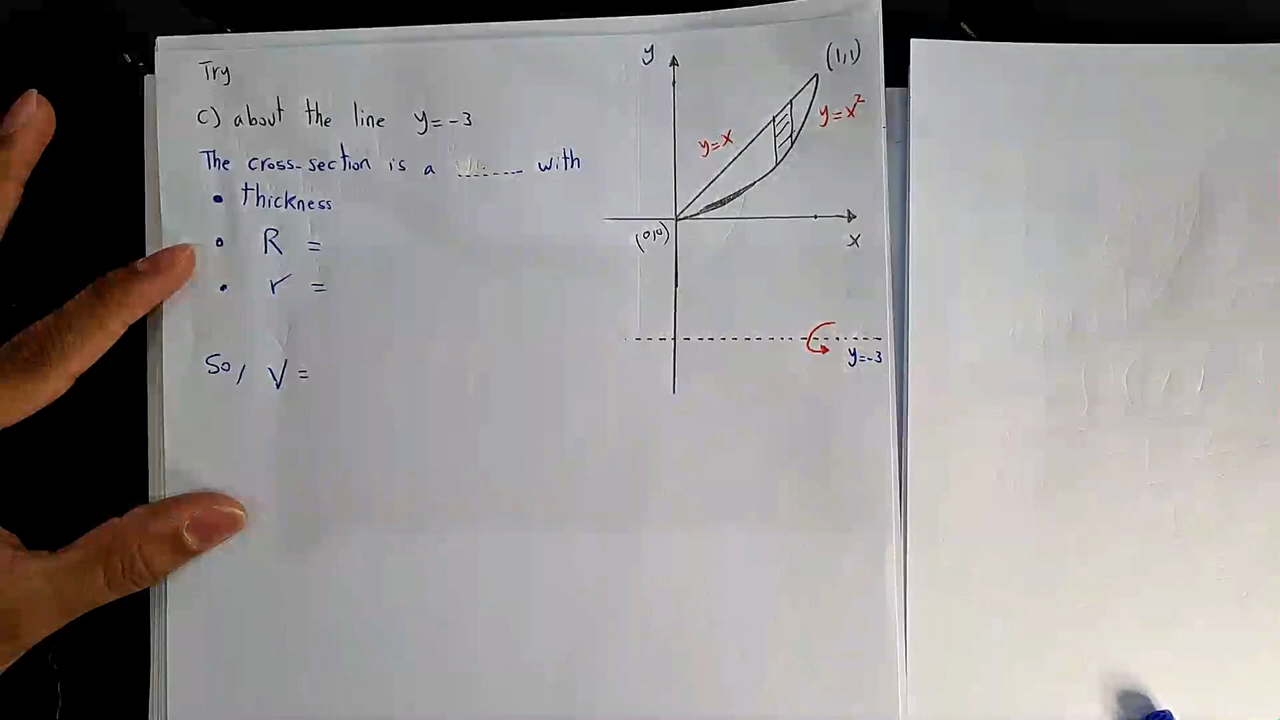 Try
c) about the line y=-3
The cross-section is a ........ with
• thickness
• R =
• r =
So, V =
y
(1,1)
y=x²
y=x
(0,0)
x
y=-3